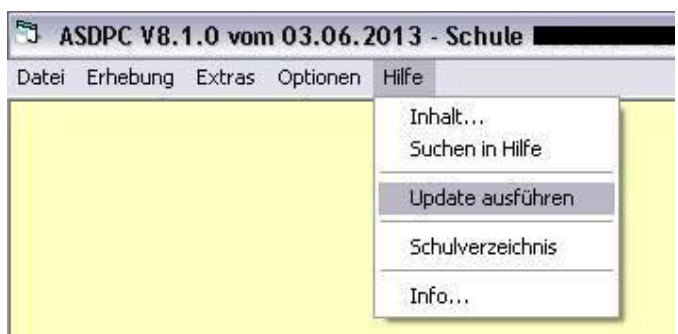 ASDPC V8.1.0 vom 03.06.2013 - Schule
Datei Erhebung Extras Optionen Hilfe
Inhalt...
Suchen in Hilfe
Update ausführen
Schulverzeichnis
Info...